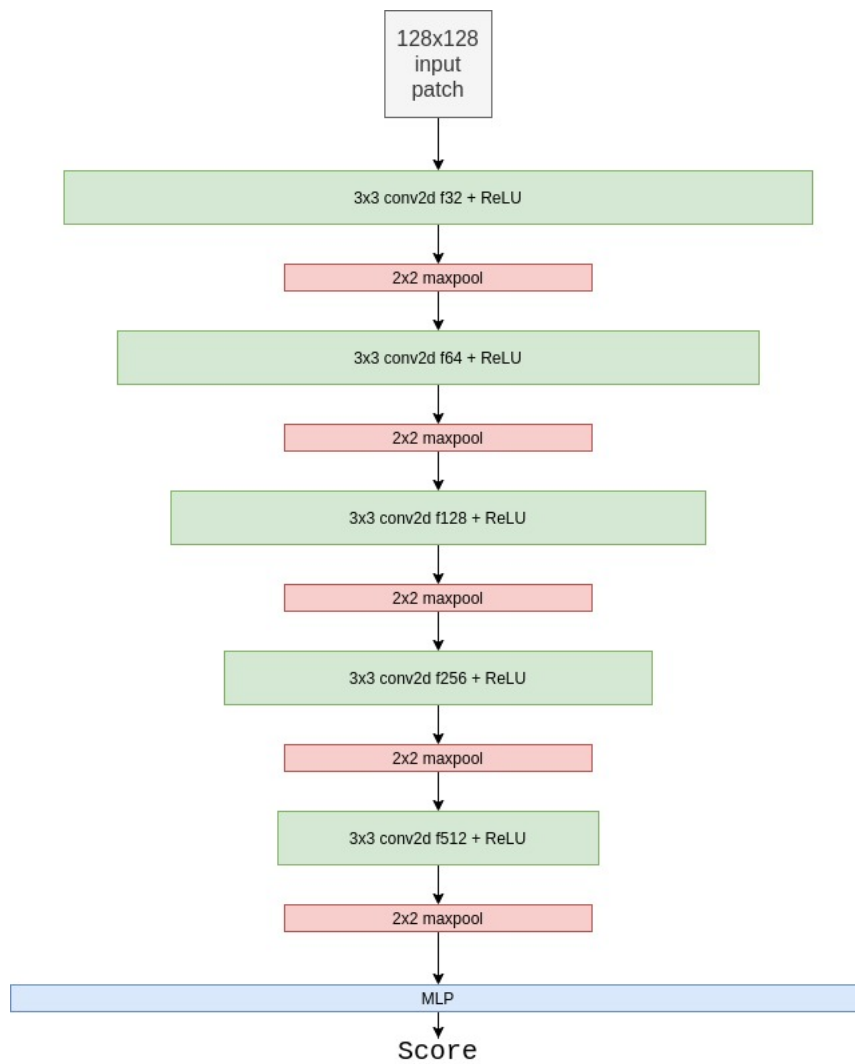 128x128
input
patch
3x3 conv2d f32 + ReLU
2x2 maxpool
3x3 conv2d f64 + ReLU
2x2 maxpool
3x3 conv2d f128 + ReLU
2x2 maxpool
3x3 conv2d f256 + ReLU
2x2 maxpool
3x3 conv2d f512 + ReLU
2x2 maxpool
MLP
Score